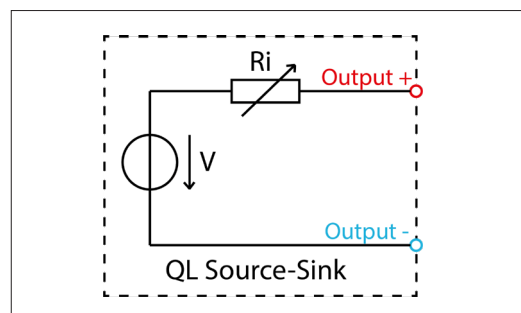 Ri
Output +
V
Output -
QL Source-Sink